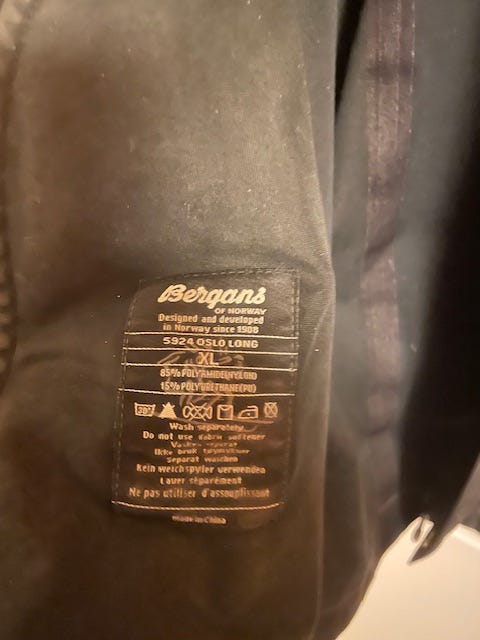 Bergans
OF NORWAY
Designed and developed
in Norway since 1908
5924 OSLO LONG
XL
85% POLYAMIDE(NYLON)
15% POLYURETHANE(PU)
Wash separately
Do not use fabric softener
Vaskes separat
Ikke bruk tøymykner
separat waschen
Kein weichspyler verwenden
Laver séparément
Ne pas utiliser d'assouplissant
made in China